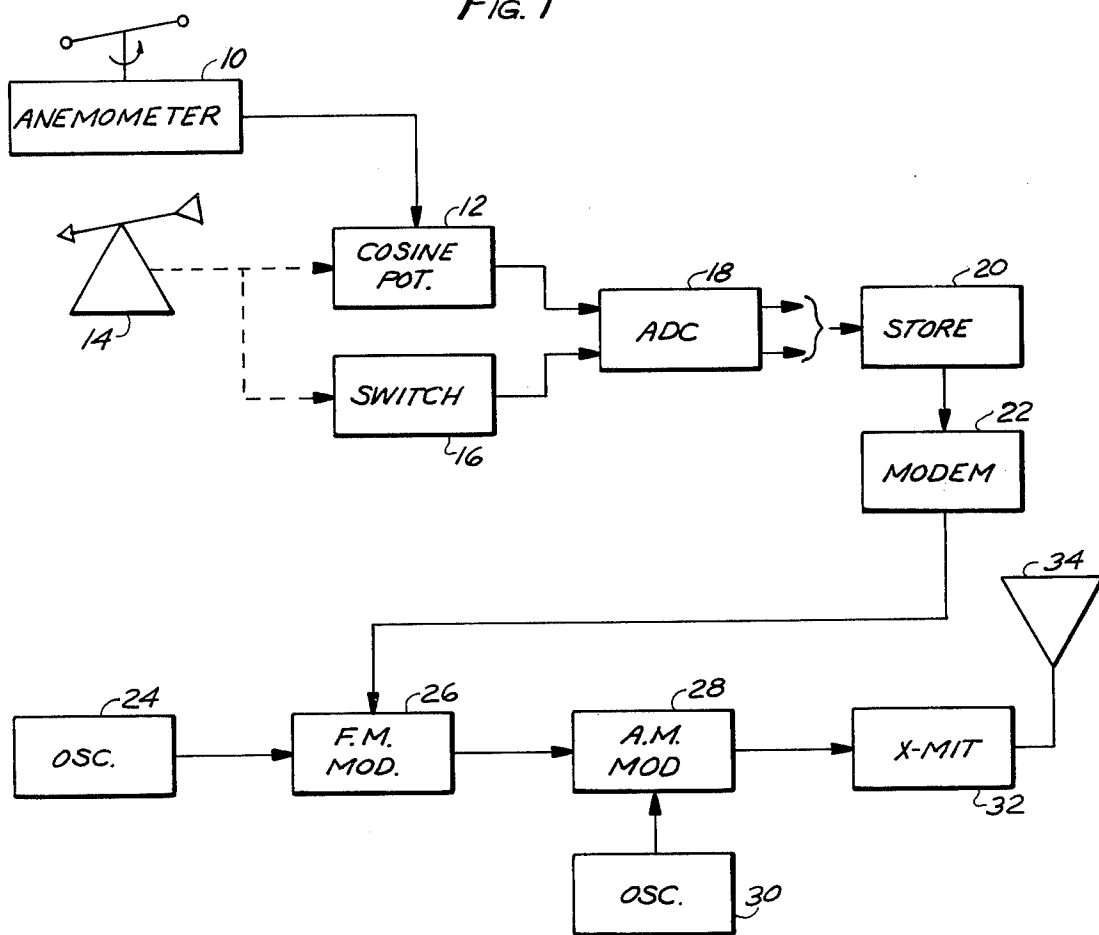 FIG. 1
10
ANEMOMETER
12
COSINE
POT.
14
18
ADC
20
STORE
SWITCH
16
22
MODEM
34
24
OSC.
26
F.M.
MOD.
28
A.M.
MOD
X-MIT
32
OSC.
30